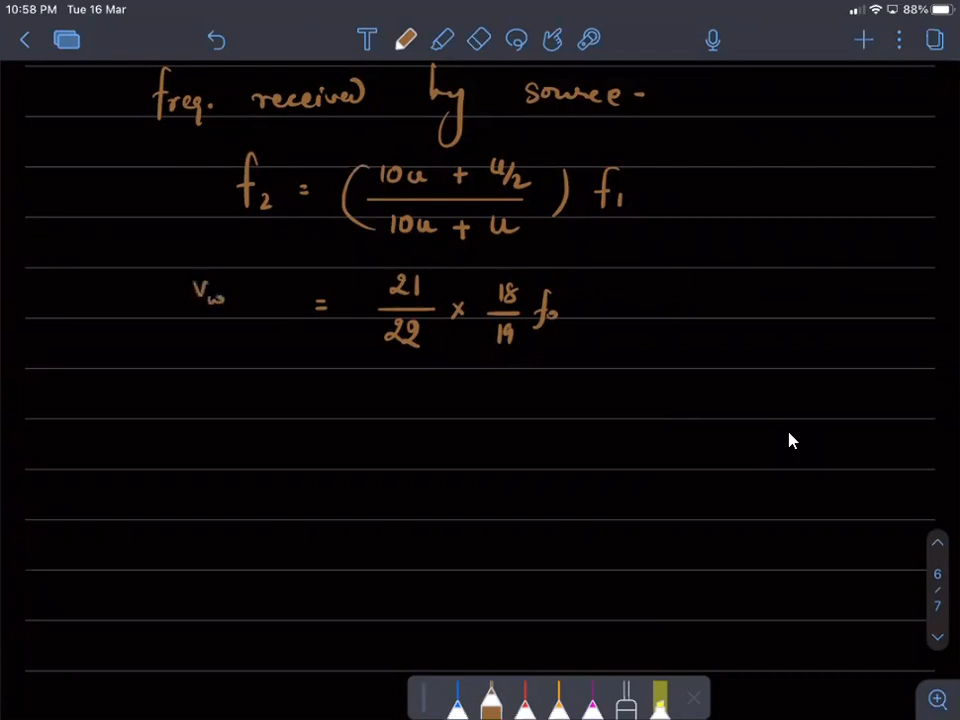 10:58 PM Tue 16 Mar 88%
freq. received by source -
f₂ = ( (10u + u/2) / (10u + u) ) f₁
Vw = 21/22 × 18/19 f₀
6 / 7